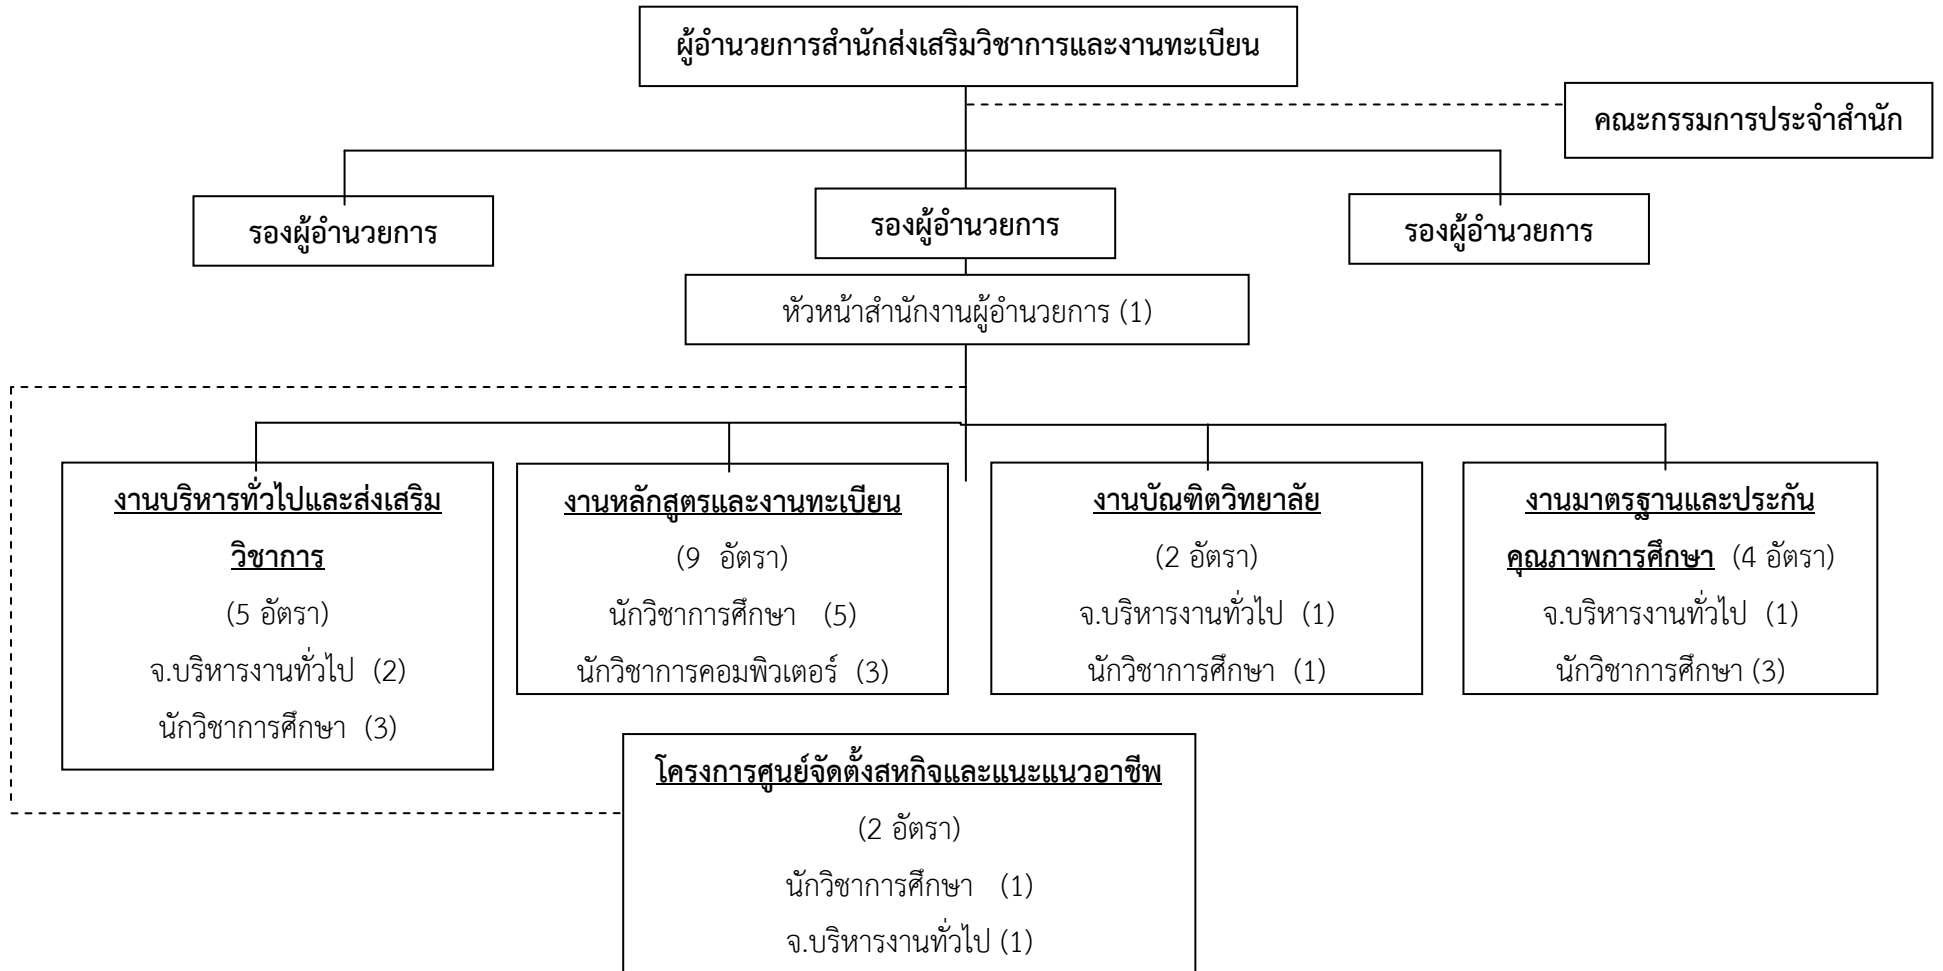 ผู้อำนวยการสำนักส่งเสริมวิชาการและงานทะเบียน
คณะกรรมการประจำสำนัก
รองผู้อำนวยการ
รองผู้อำนวยการ
รองผู้อำนวยการ
หัวหน้าสำนักงานผู้อำนวยการ (1)
งานบริหารทั่วไปและส่งเสริม
วิชาการ
(5 อัตรา)
จ.บริหารงานทั่วไป (2)
นักวิชาการศึกษา (3)
งานหลักสูตรและงานทะเบียน
(9 อัตรา)
นักวิชาการศึกษา (5)
นักวิชาการคอมพิวเตอร์ (3)
งานบัณฑิตวิทยาลัย
(2 อัตรา)
จ.บริหารงานทั่วไป (1)
นักวิชาการศึกษา (1)
งานมาตรฐานและประกัน
คุณภาพการศึกษา (4 อัตรา)
จ.บริหารงานทั่วไป (1)
นักวิชาการศึกษา (3)
โครงการศูนย์จัดตั้งสหกิจและแนะแนวอาชีพ
(2 อัตรา)
นักวิชาการศึกษา (1)
จ.บริหารงานทั่วไป (1)